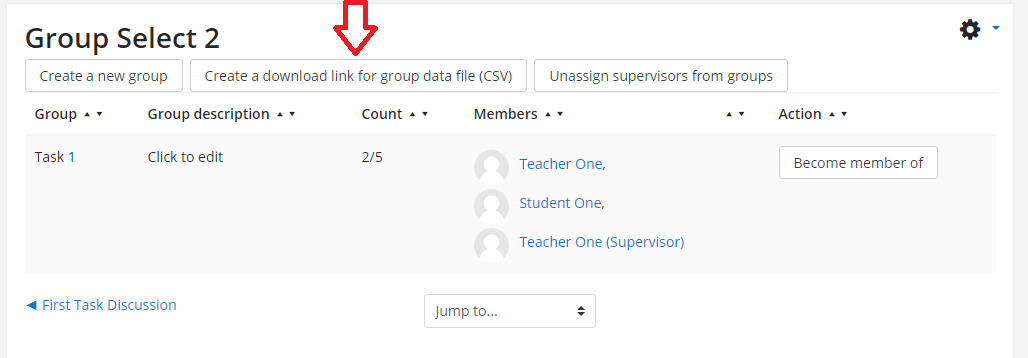 Group Select 2
Create a new group
Create a download link for group data file (CSV)
Unassign supervisors from groups
Group ▲ ▼ Group description ▲ ▼ Count ▲ ▼ Members ▲ ▼ ▲ ▼ Action ▲ ▼
Task 1 Click to edit 2/5 Teacher One, Become member of
Student One,
Teacher One (Supervisor)
◄ First Task Discussion Jump to...